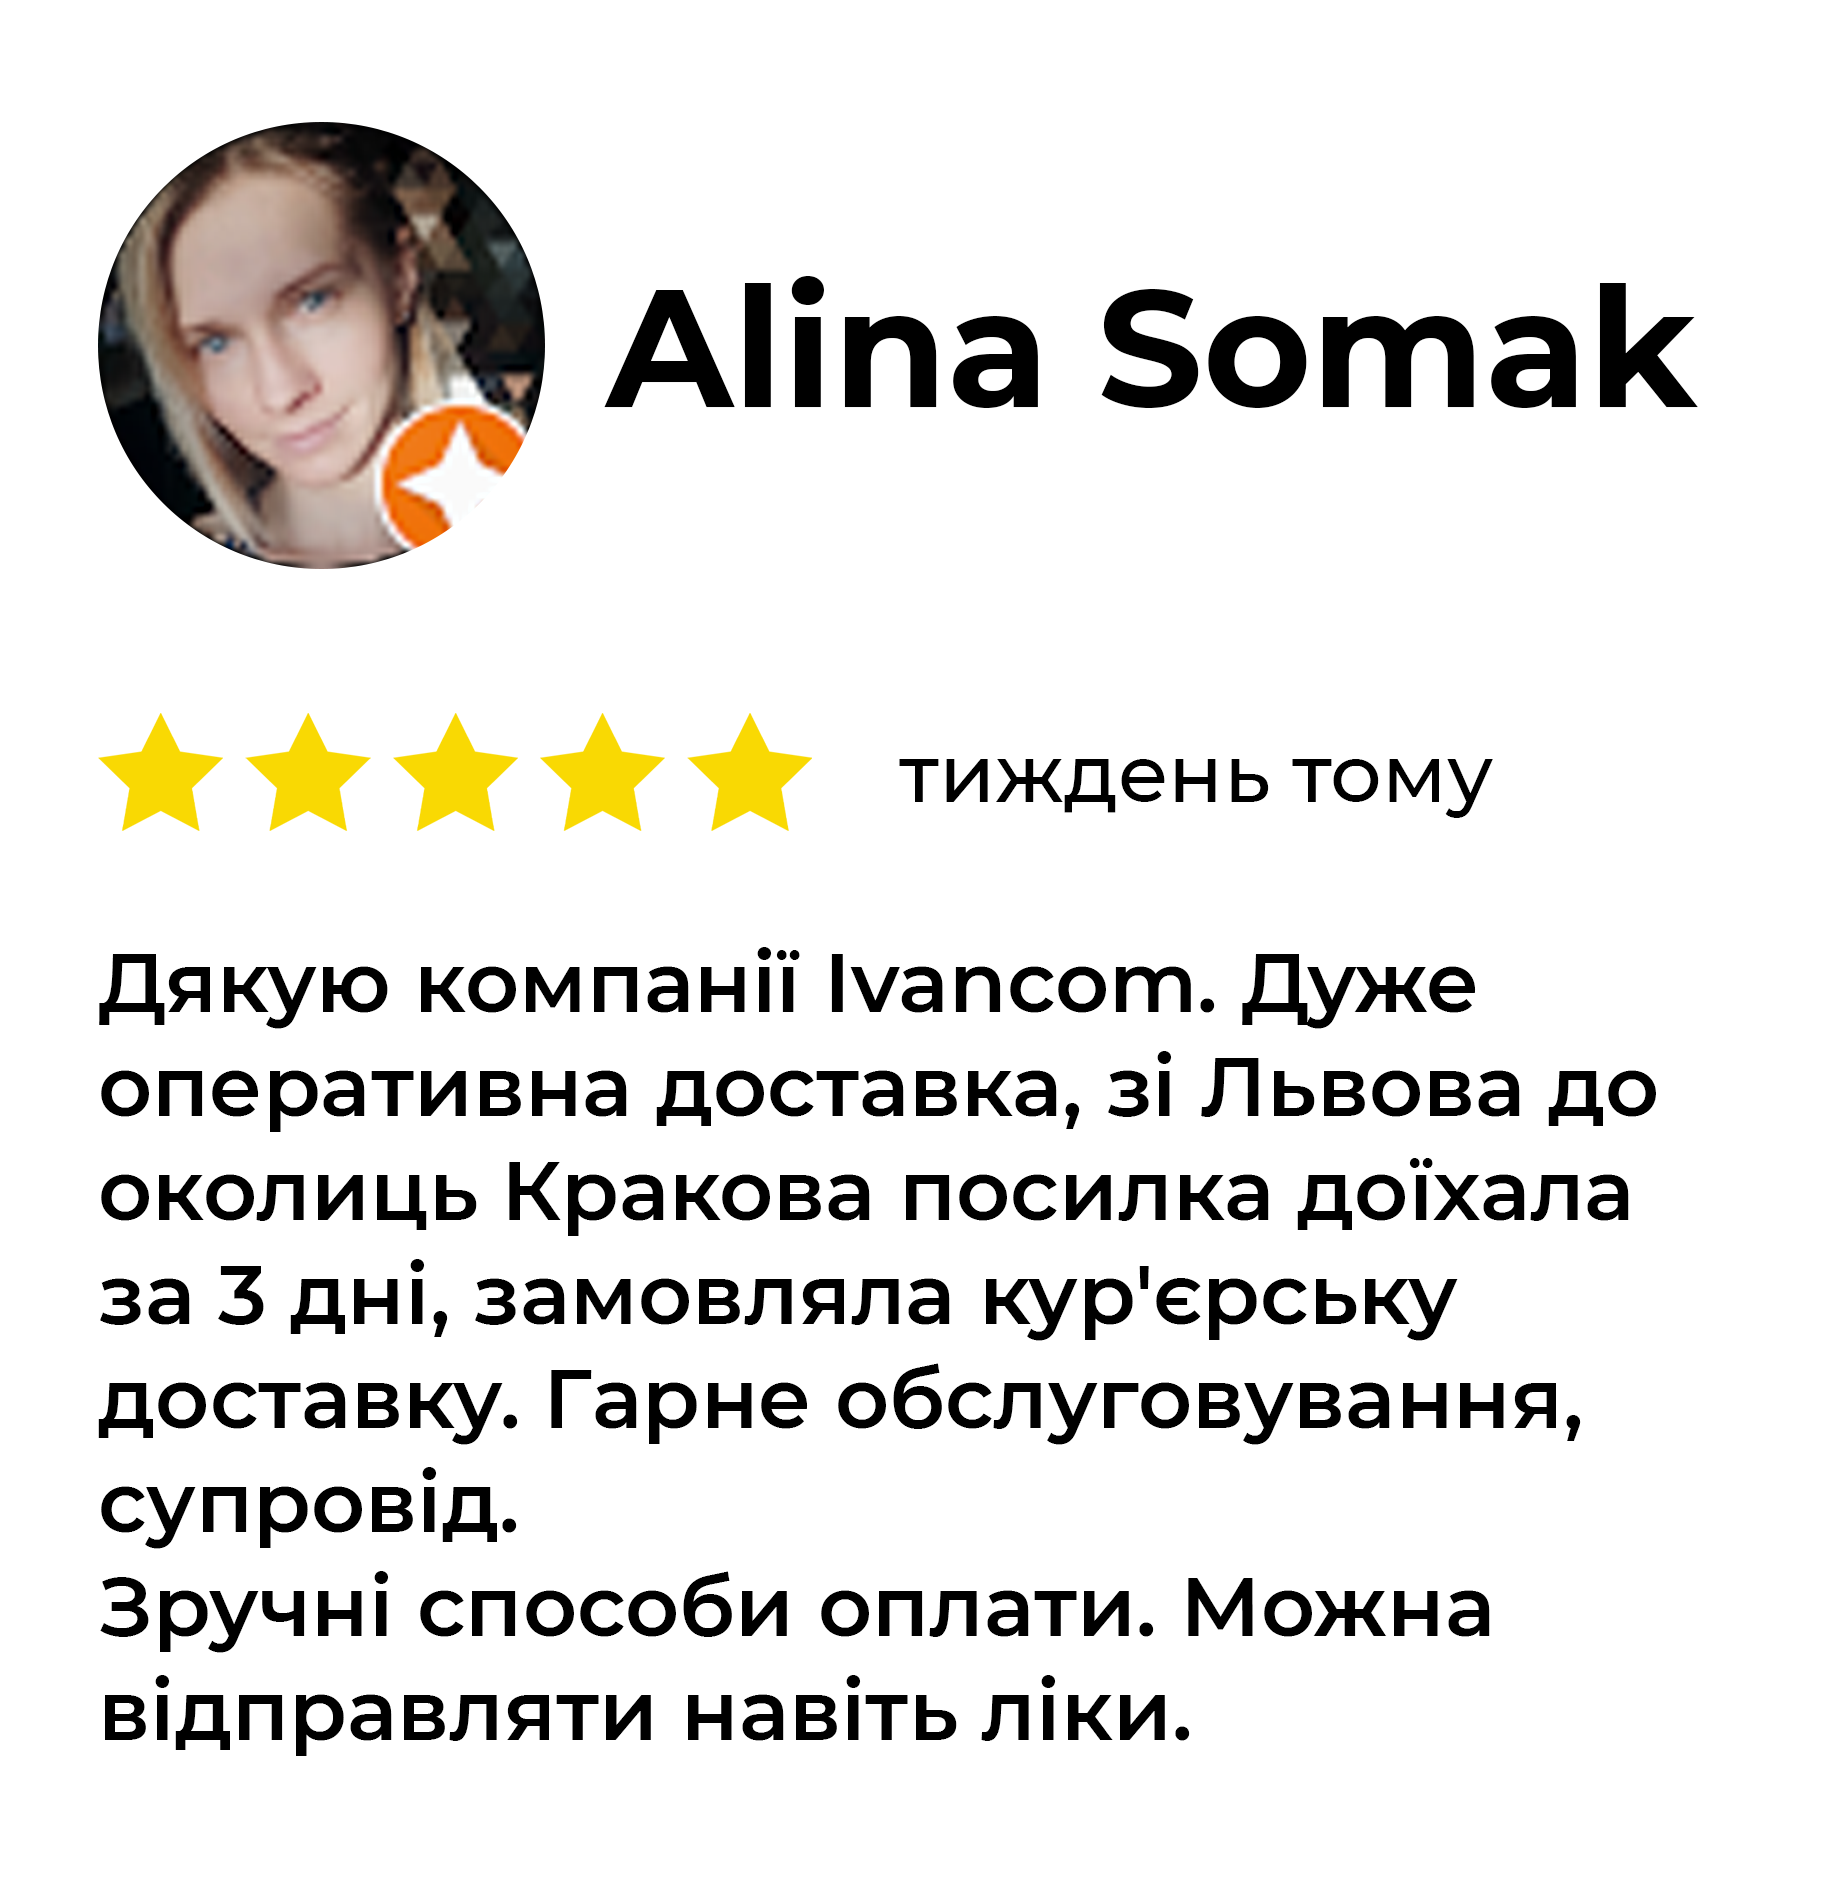 Alina Somak
тиждень тому
Дякую компанії Ivancom. Дуже
оперативна доставка, зі Львова до
околиць Кракова посилка доїхала
за 3 дні, замовляла кур'єрську
доставку. Гарне обслуговування,
супровід.
Зручні способи оплати. Можна
відправляти навіть ліки.